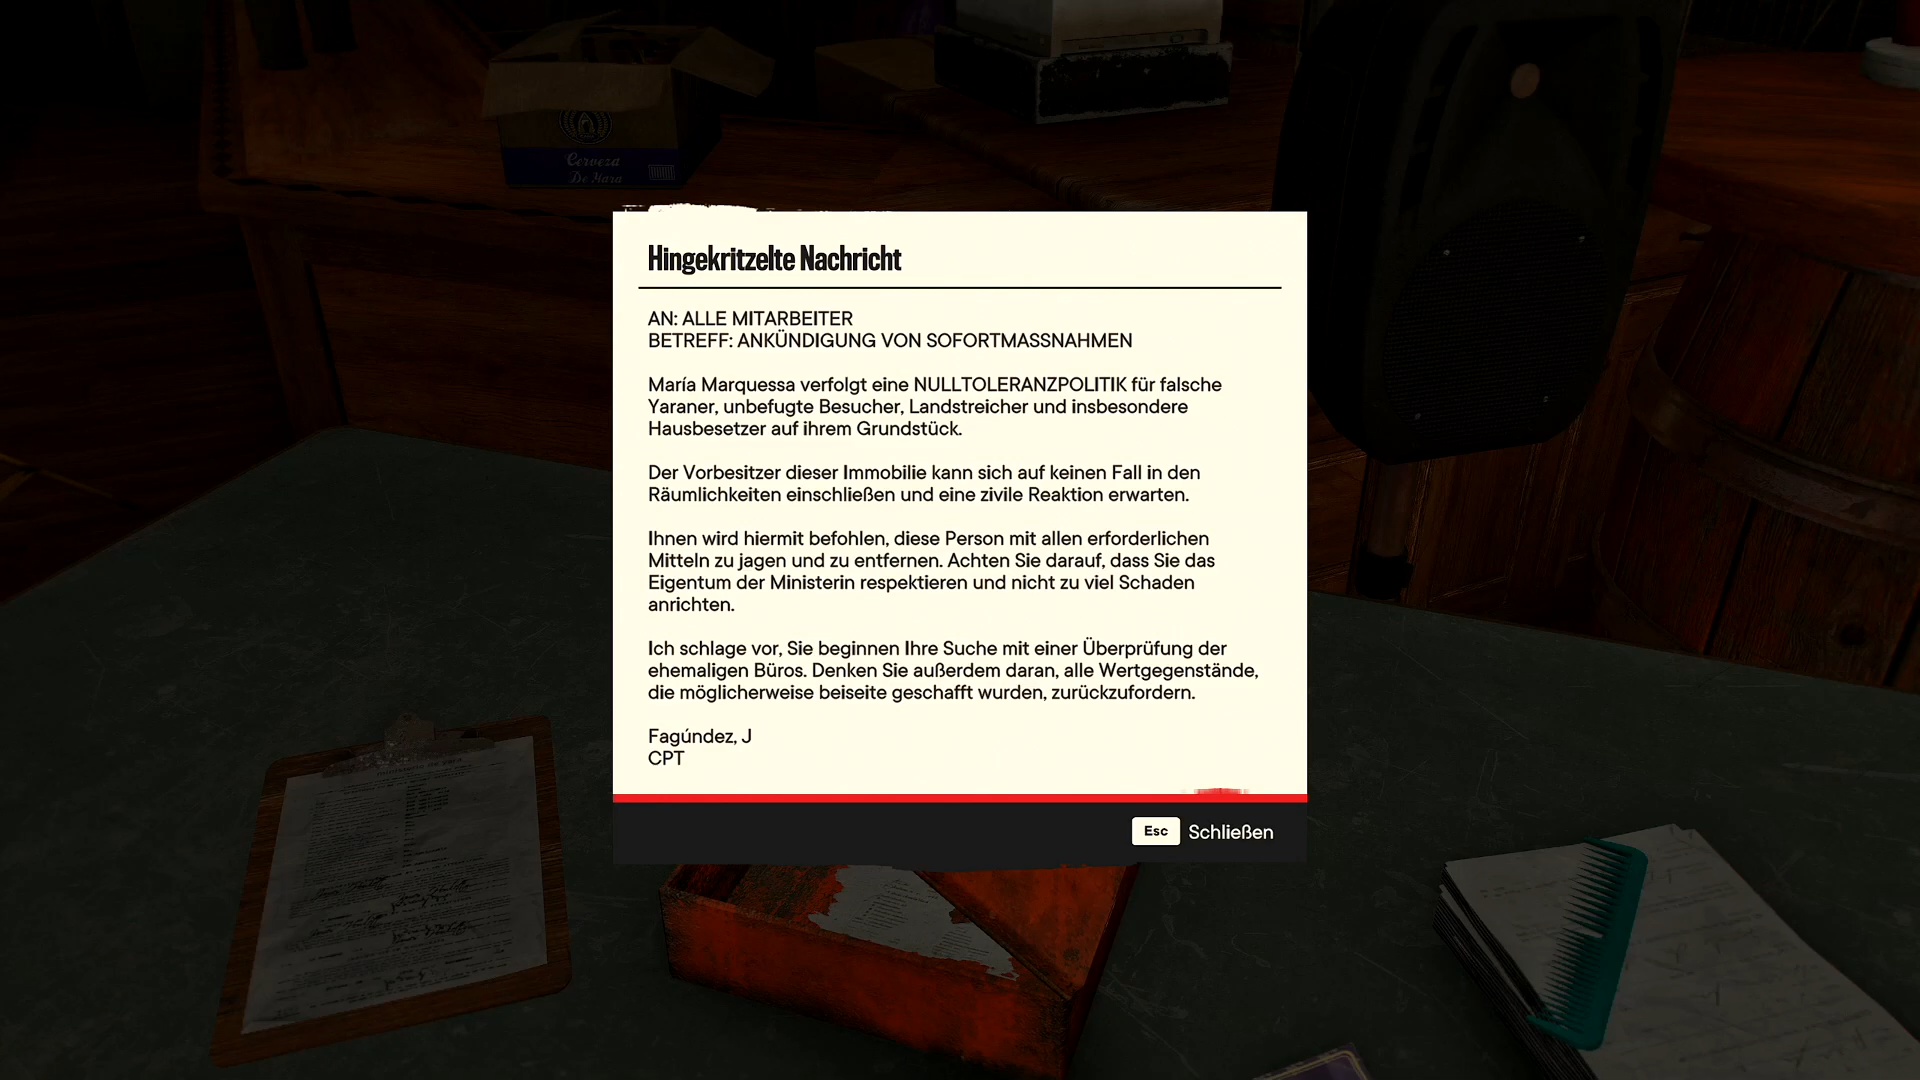 Cerveza
De Mara
Hingekritzelte Nachricht
AN: ALLE MITARBEITER
BETREFF: ANKÜNDIGUNG VON SOFORTMASSNAHMEN
María Marquessa verfolgt eine NULLTOLERANZPOLITIK für falsche
Yaraner, unbefugte Besucher, Landstreicher und insbesondere
Hausbesetzer auf ihrem Grundstück.
Der Vorbesitzer dieser Immobilie kann sich auf keinen Fall in den
Räumlichkeiten einschließen und eine zivile Reaktion erwarten.
Ihnen wird hiermit befohlen, diese Person mit allen erforderlichen
Mitteln zu jagen und zu entfernen. Achten Sie darauf, dass Sie das
Eigentum der Ministerin respektieren und nicht zu viel Schaden
anrichten.
Ich schlage vor, Sie beginnen Ihre Suche mit einer Überprüfung der
ehemaligen Büros. Denken Sie außerdem daran, alle Wertgegenstände,
die möglicherweise beiseite geschafft wurden, zurückzufordern.
Fagúndez, J
CPT
Esc Schließen